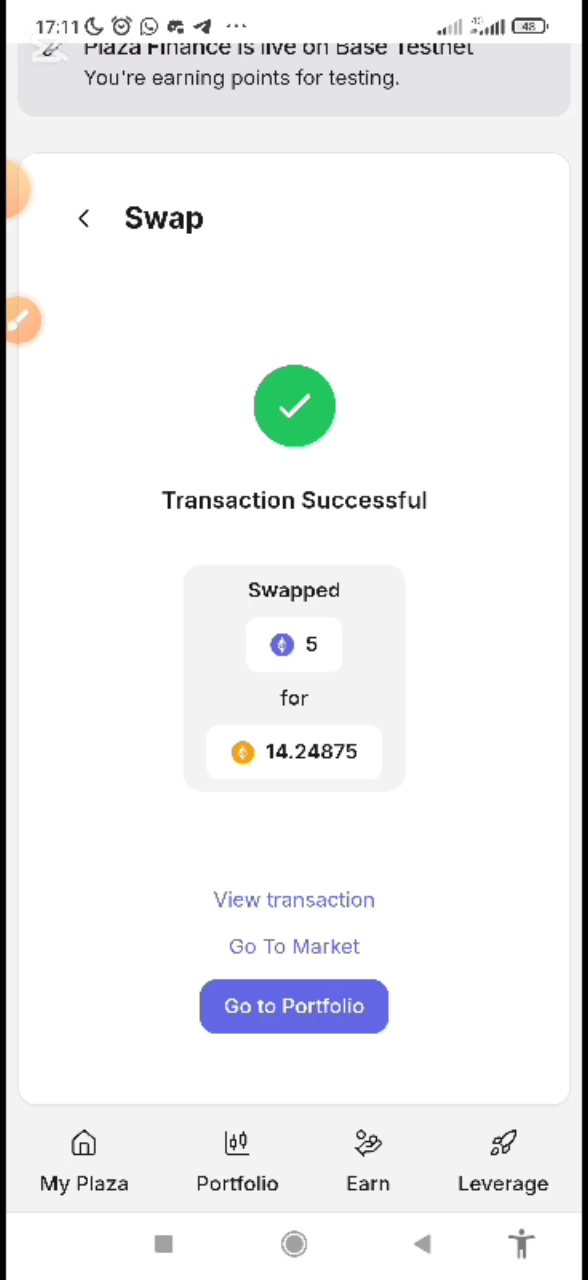 17:11
48
Plaza Finance is live on Base Testnet
You're earning points for testing.
Swap
Transaction Successful
Swapped
5
for
14.24875
View transaction
Go To Market
Go to Portfolio
My Plaza Portfolio Earn Leverage